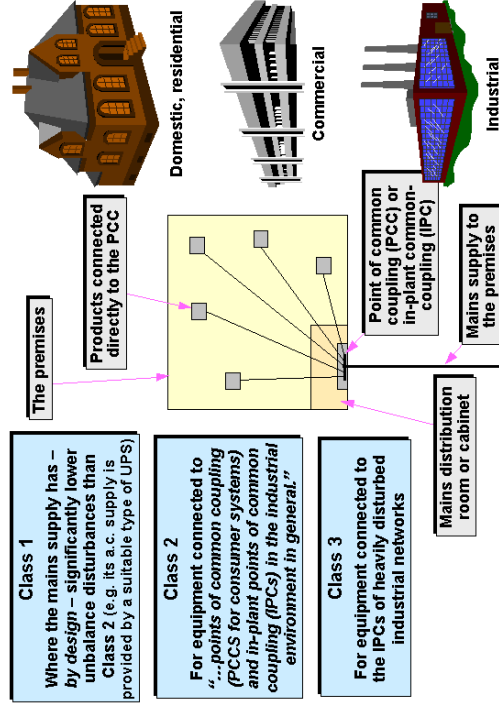 Class 1
Where the mains supply has –
by design – significantly lower
unbalance disturbances than
Class 2 (e.g. its a.c. supply is
provided by a suitable type of UPS)
Class 2
For equipment connected to
“...points of common coupling
(PCCS for consumer systems)
and in-plant points of common
coupling (IPCs) in the industrial
environment in general.”
Class 3
For equipment connected to
the IPCs of heavily disturbed
industrial networks
The premises
Products connected
directly to the PCC
Mains distribution
room or cabinet
Point of common
coupling (PCC) or
in-plant common-
coupling (IPC)
Mains supply to
the premises
Domestic, residential
Commercial
Industrial